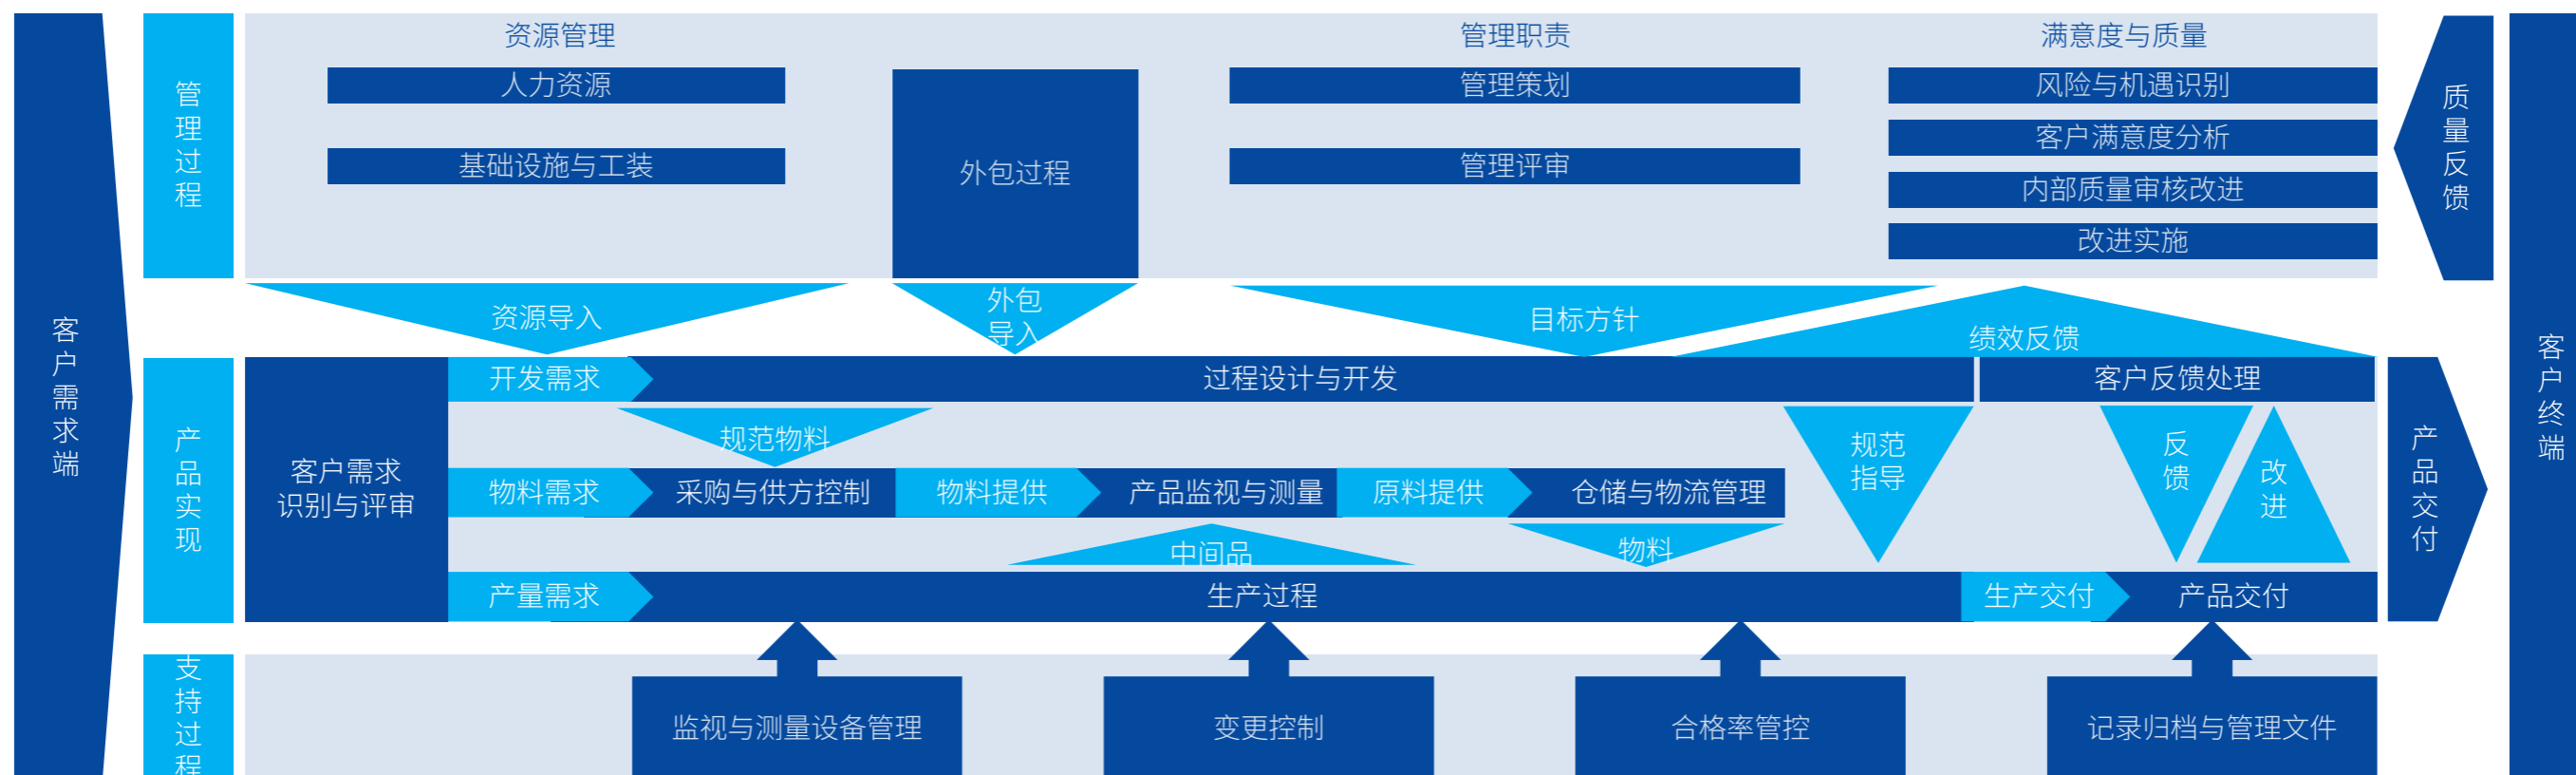 客户需求端
管理过程
资源管理
人力资源
基础设施与工装
外包过程
管理职责
管理策划
管理评审
满意度与质量
风险与机遇识别
客户满意度分析
内部质量审核改进
改进实施
质量反馈
客户终端
资源导入
外包
导入
目标方针
绩效反馈
产品实现
客户需求
识别与评审
开发需求
过程设计与开发
客户反馈处理
规范物料
规范
指导
反馈
改进
物料需求
采购与供方控制
物料提供
产品监视与测量
原料提供
仓储与物流管理
中间品
物料
产量需求
生产过程
生产交付
产品交付
产品交付
支持过程
监视与测量设备管理
变更控制
合格率管控
记录归档与管理文件